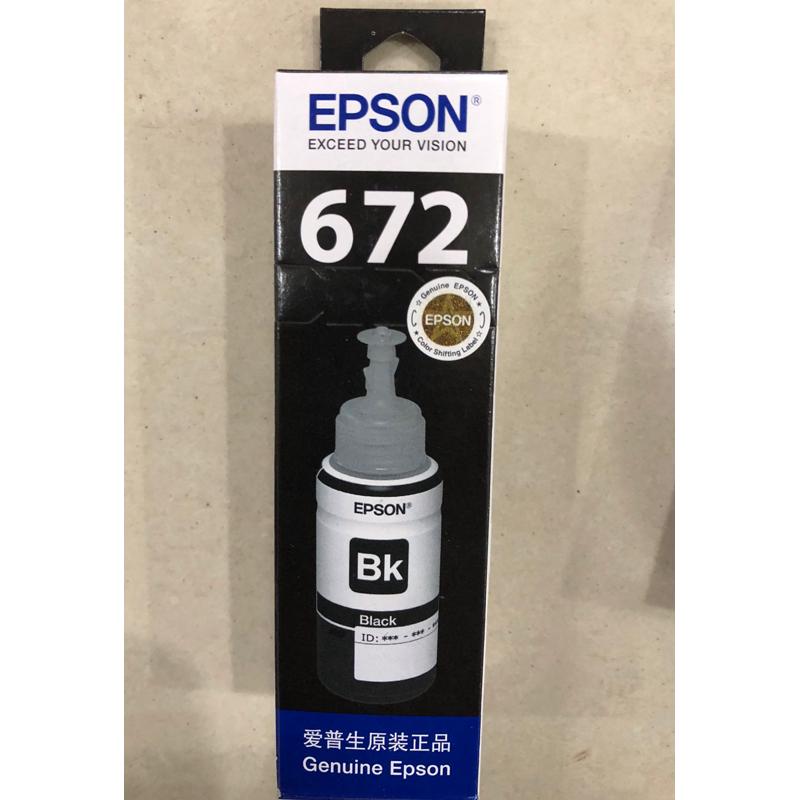 EPSON®
EXCEED YOUR VISION
672
☆ Genuine EPSON ★
EPSON
★ Color Shifting Label ☆
EPSON®
Bk
Black
ID: *** - *** - *
爱普生原装正品
Genuine Epson